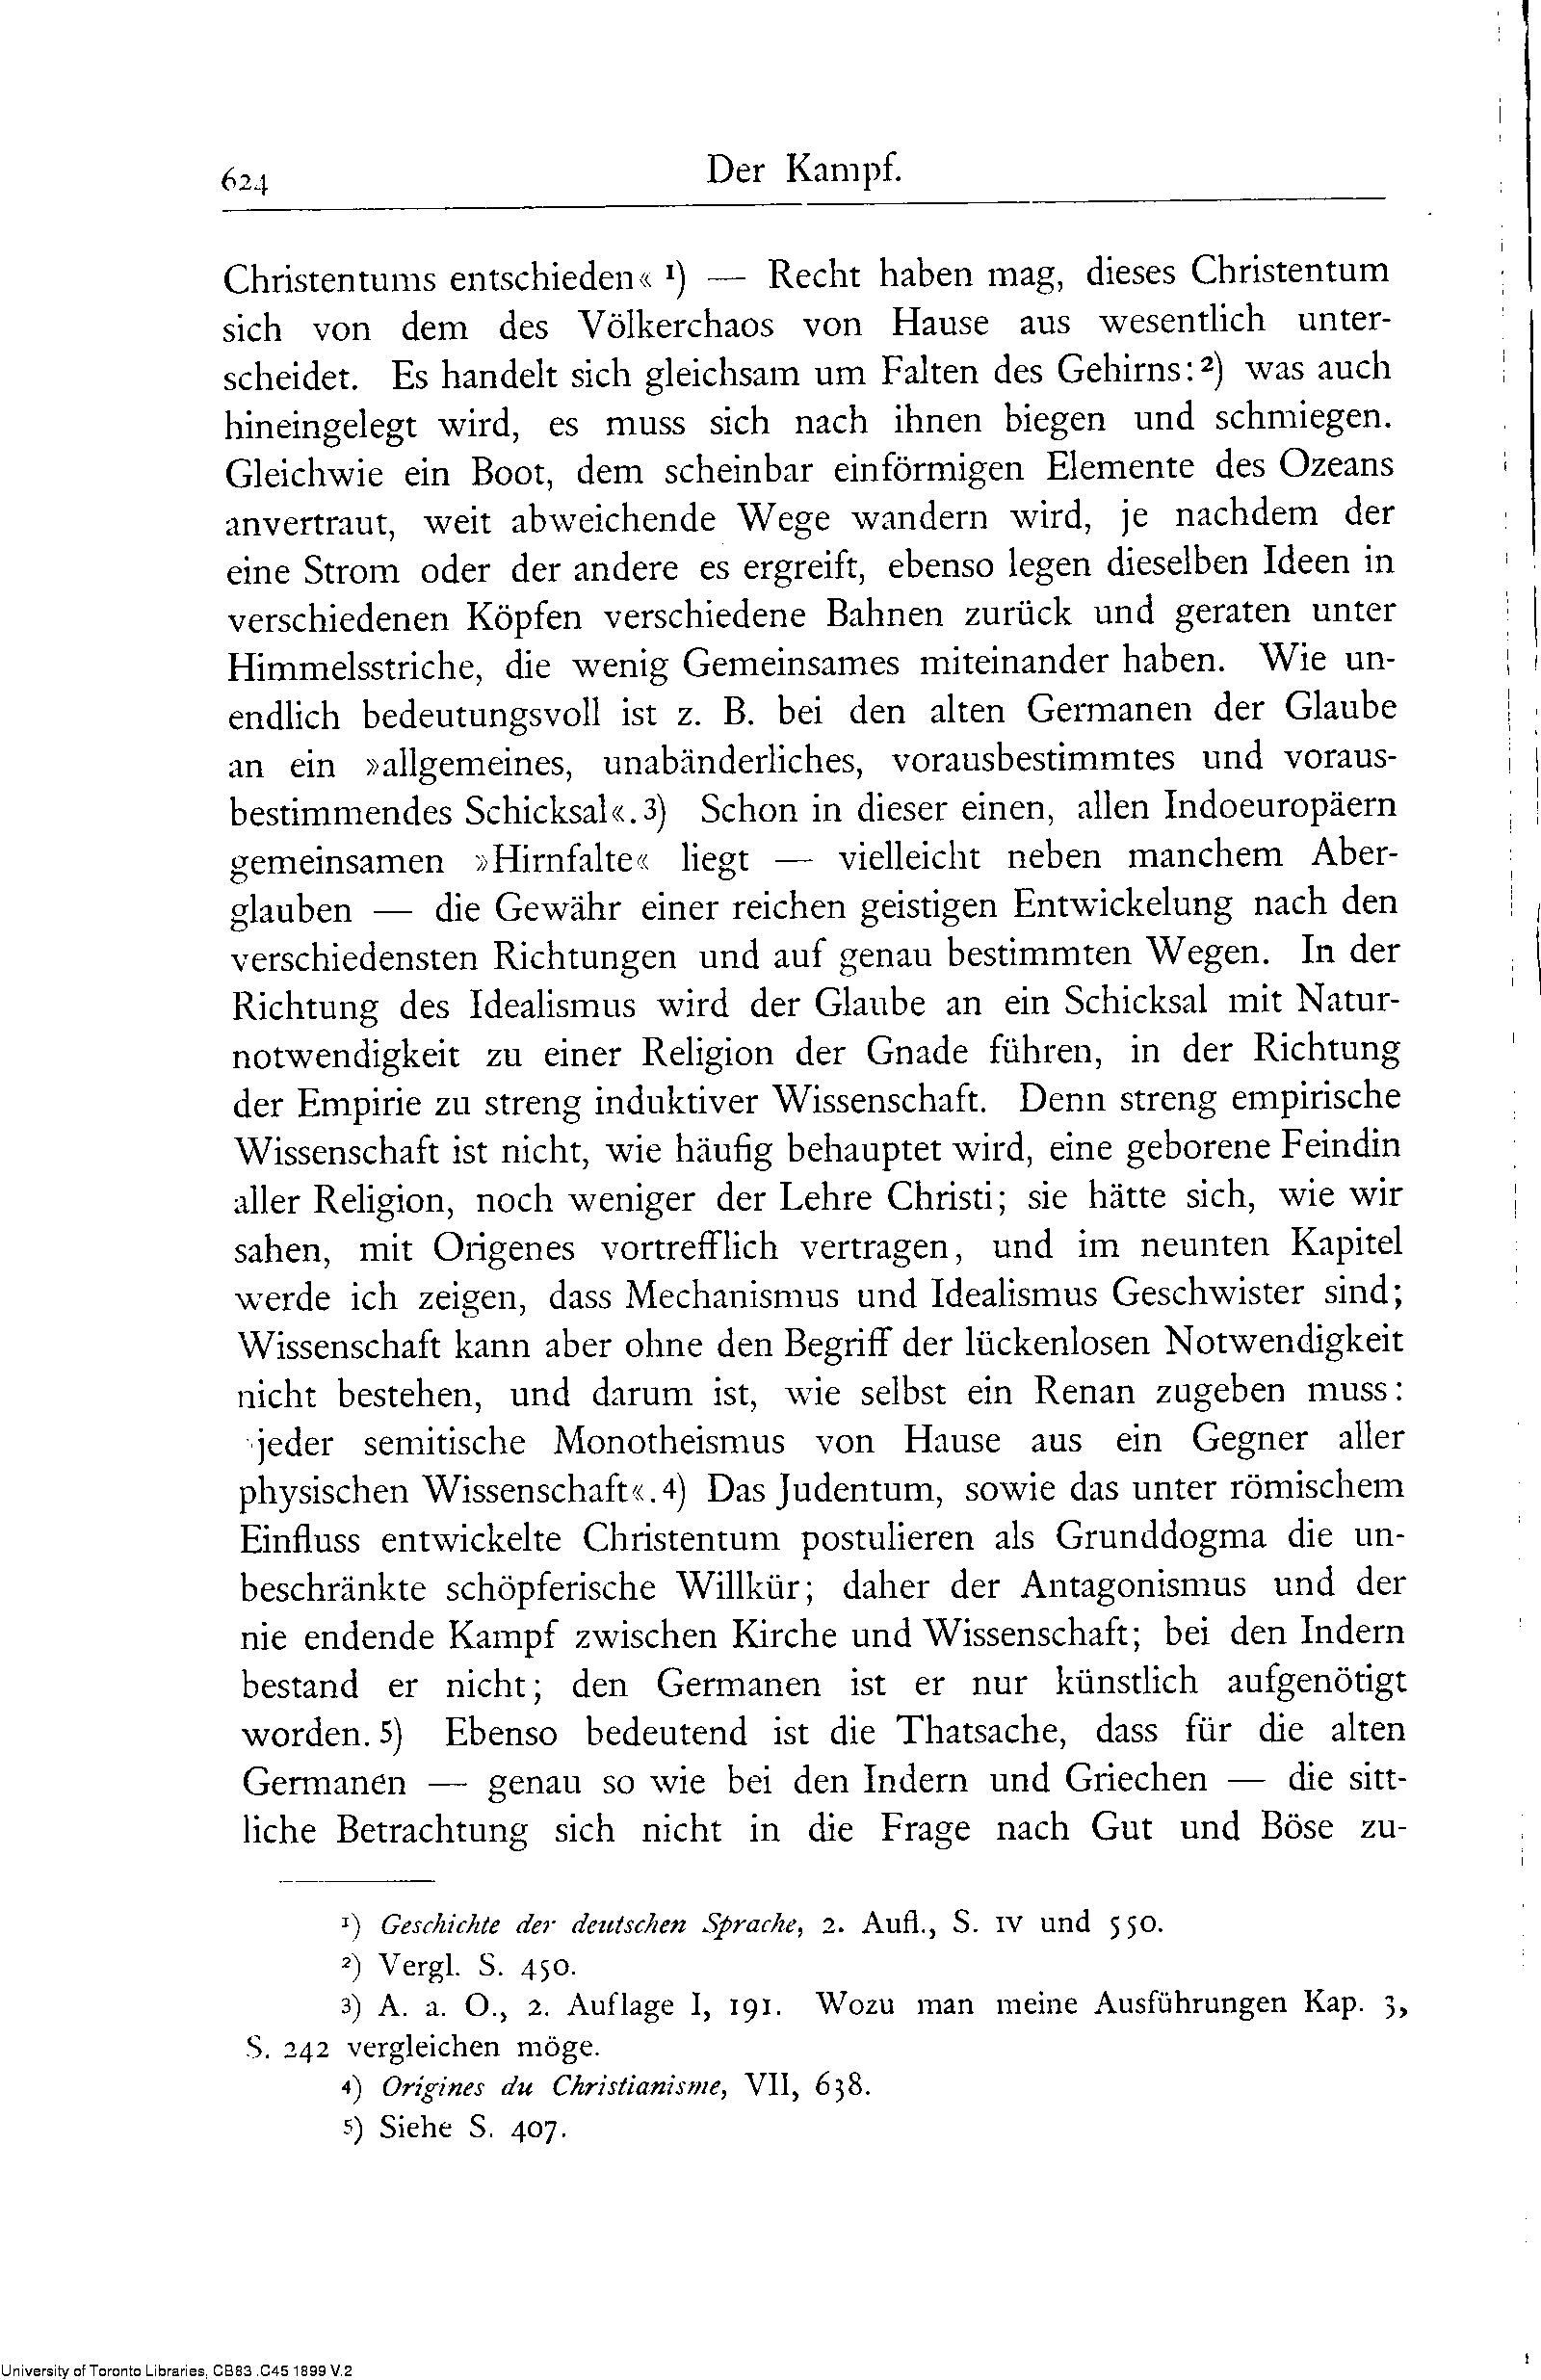 624
Der Kampf.
Christentums entschieden« ¹) — Recht haben mag, dieses Christentum
sich von dem des Völkerchaos von Hause aus wesentlich unter-
scheidet. Es handelt sich gleichsam um Falten des Gehirns:²) was auch
hineingelegt wird, es muss sich nach ihnen biegen und schmiegen.
Gleichwie ein Boot, dem scheinbar einförmigen Elemente des Ozeans
anvertraut, weit abweichende Wege wandern wird, je nachdem der
eine Strom oder der andere es ergreift, ebenso legen dieselben Ideen in
verschiedenen Köpfen verschiedene Bahnen zurück und geraten unter
Himmelsstriche, die wenig Gemeinsames miteinander haben. Wie un-
endlich bedeutungsvoll ist z. B. bei den alten Germanen der Glaube
an ein »allgemeines, unabänderliches, vorausbestimmtes und voraus-
bestimmendes Schicksal«.³) Schon in dieser einen, allen Indoeuropäern
gemeinsamen »Hirnfalte« liegt — vielleicht neben manchem Aber-
glauben — die Gewähr einer reichen geistigen Entwickelung nach den
verschiedensten Richtungen und auf genau bestimmten Wegen. In der
Richtung des Idealismus wird der Glaube an ein Schicksal mit Natur-
notwendigkeit zu einer Religion der Gnade führen, in der Richtung
der Empirie zu streng induktiver Wissenschaft. Denn streng empirische
Wissenschaft ist nicht, wie häufig behauptet wird, eine geborene Feindin
aller Religion, noch weniger der Lehre Christi; sie hätte sich, wie wir
sahen, mit Origenes vortrefflich vertragen, und im neunten Kapitel
werde ich zeigen, dass Mechanismus und Idealismus Geschwister sind;
Wissenschaft kann aber ohne den Begriff der lückenlosen Notwendigkeit
nicht bestehen, und darum ist, wie selbst ein Renan zugeben muss:
»jeder semitische Monotheismus von Hause aus ein Gegner aller
physischen Wissenschaft«.⁴) Das Judentum, sowie das unter römischem
Einfluss entwickelte Christentum postulieren als Grunddogma die un-
beschränkte schöpferische Willkür; daher der Antagonismus und der
nie endende Kampf zwischen Kirche und Wissenschaft; bei den Indern
bestand er nicht; den Germanen ist er nur künstlich aufgenötigt
worden.⁵) Ebenso bedeutend ist die Thatsache, dass für die alten
Germanen — genau so wie bei den Indern und Griechen — die sitt-
liche Betrachtung sich nicht in die Frage nach Gut und Böse zu-
¹) Geschichte der deutschen Sprache, 2. Aufl., S. IV und 550.
²) Vergl. S. 450.
³) A. a. O., 2. Auflage I, 191. Wozu man meine Ausführungen Kap. 3,
S. 242 vergleichen möge.
⁴) Origines du Christianisme, VII, 638.
⁵) Siehe S. 407.
University of Toronto Libraries, CB83 .C45 1899 V.2